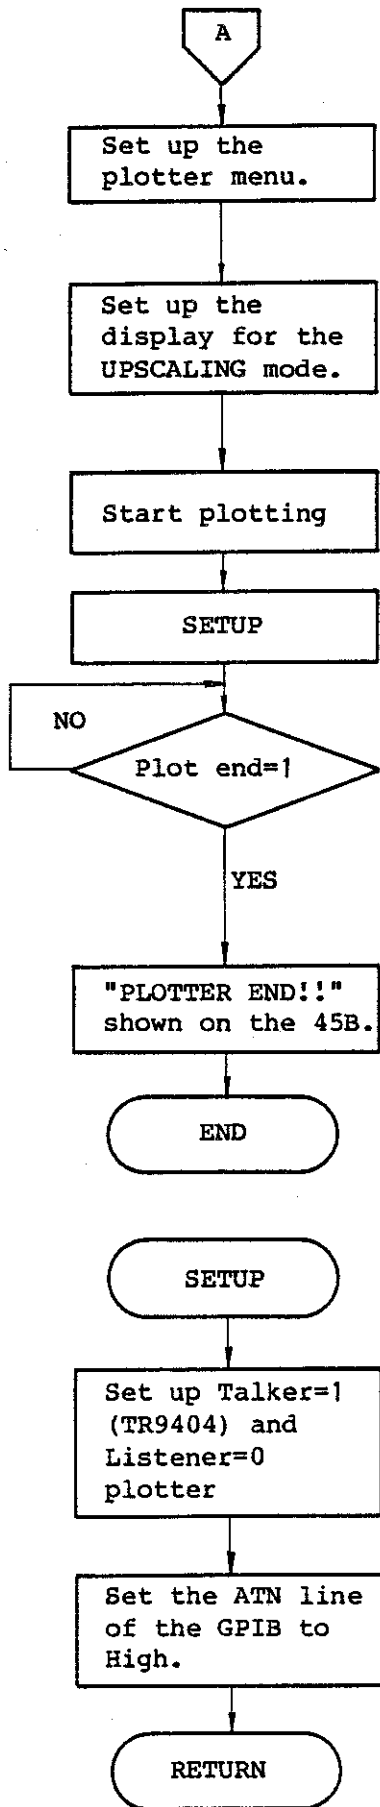 A
Set up the
plotter menu.
Set up the
display for the
UPSCALING mode.
Start plotting
SETUP
NO
Plot end=1
YES
"PLOTTER END!!"
shown on the 45B.
END
SETUP
Set up Talker=1
(TR9404) and
Listener=0
plotter
Set the ATN line
of the GPIB to
High.
RETURN